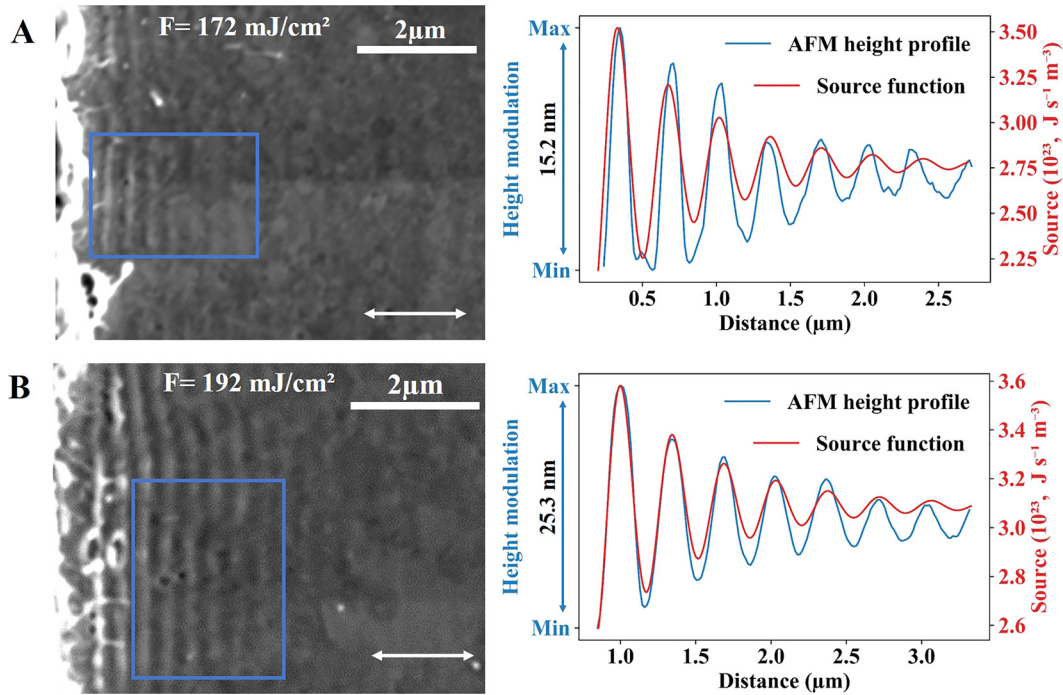 A
F= 172 mJ/cm²
2μm
Height modulation
Max
15.2 nm
Min
AFM height profile
Source function
3.50
3.25
3.00
2.75
2.50
2.25
Source (10²³, J s⁻¹ m⁻³)
0.5 1.0 1.5 2.0 2.5
Distance (μm)
B
F= 192 mJ/cm²
2μm
Height modulation
Max
25.3 nm
Min
AFM height profile
Source function
3.6
3.4
3.2
3.0
2.8
2.6
Source (10²³, J s⁻¹ m⁻³)
1.0 1.5 2.0 2.5 3.0
Distance (μm)